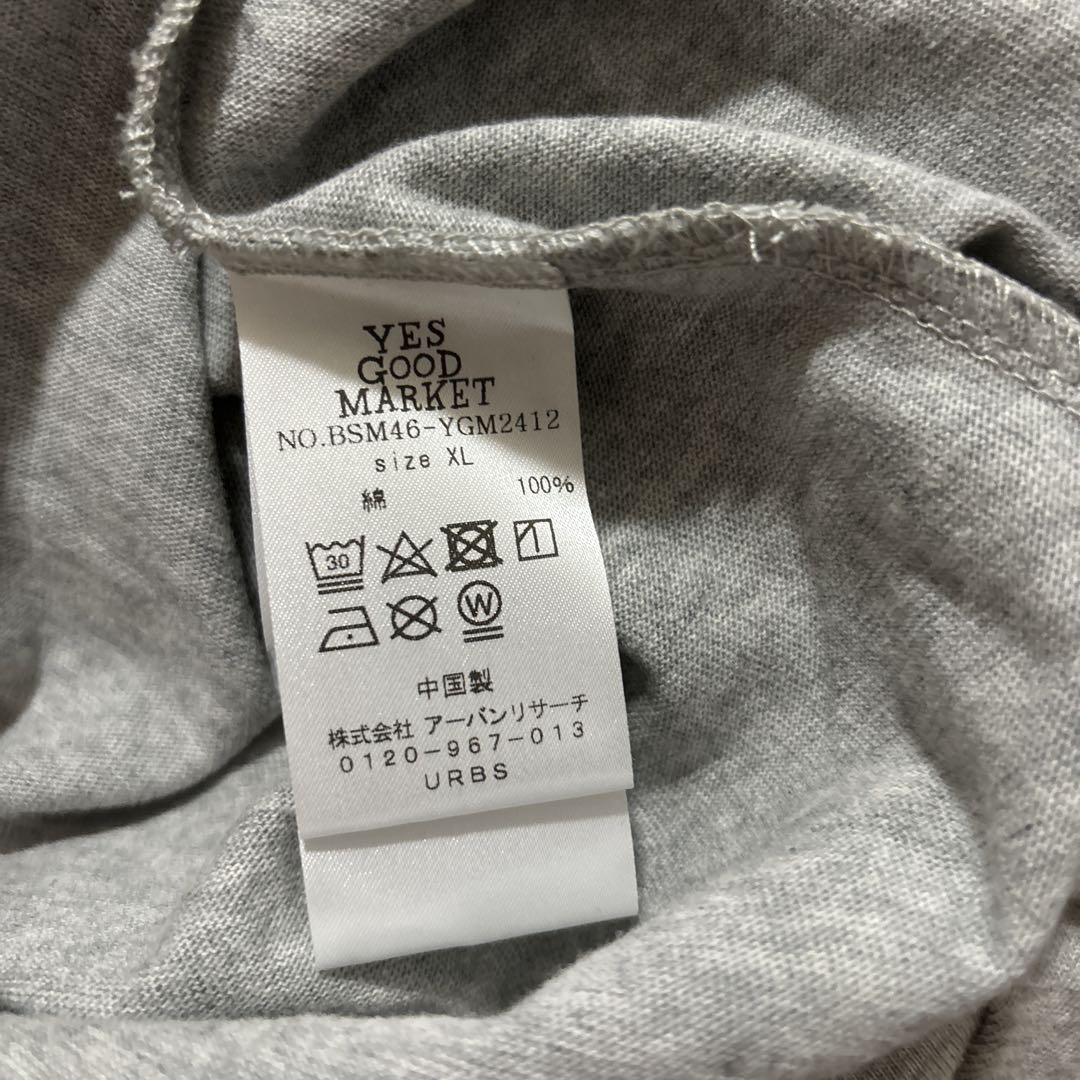 YES
GOOD
MARKET
NO.BSM46-YGM2412
size XL
綿 100%
30
W
中国製
株式会社 アーバンリサーチ
0120-967-013
URBS